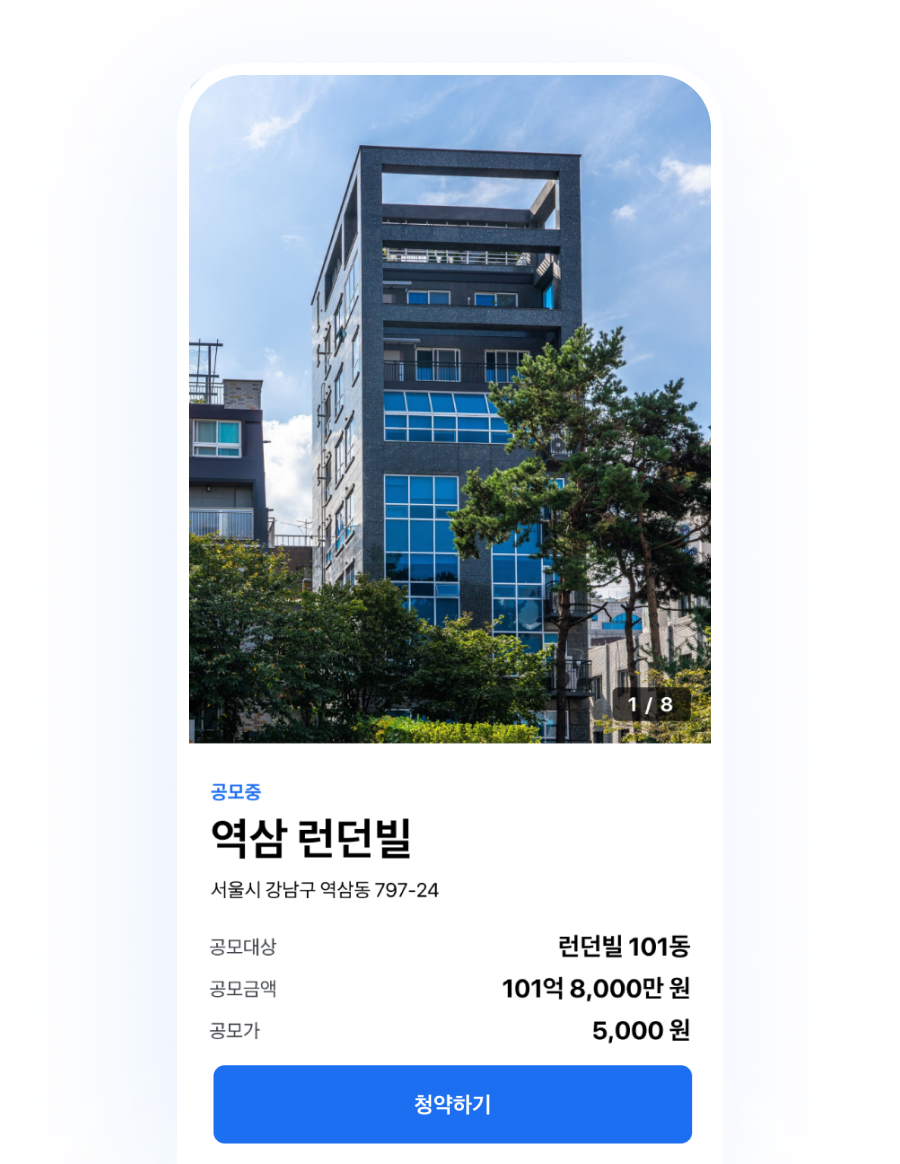 1 / 8
공모중
역삼 런던빌
서울시 강남구 역삼동 797-24
공모대상 런던빌 101동
공모금액 101억 8,000만 원
공모가 5,000 원
청약하기